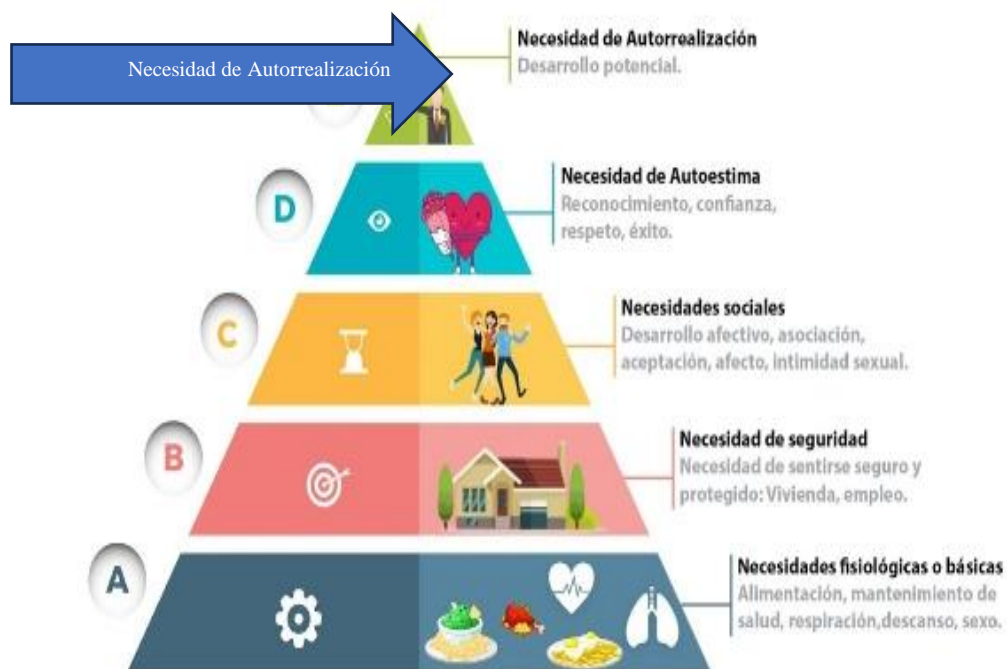 Necesidad de Autorrealización
Necesidad de Autorrealización
Desarrollo potencial.
D
Necesidad de Autoestima
Reconocimiento, confianza,
respeto, éxito.
C
Necesidades sociales
Desarrollo afectivo, asociación,
aceptación, afecto, intimidad sexual.
B
Necesidad de seguridad
Necesidad de sentirse seguro y
protegido: Vivienda, empleo.
A
Necesidades fisiológicas o básicas
Alimentación, mantenimiento de
salud, respiración,descanso, sexo.